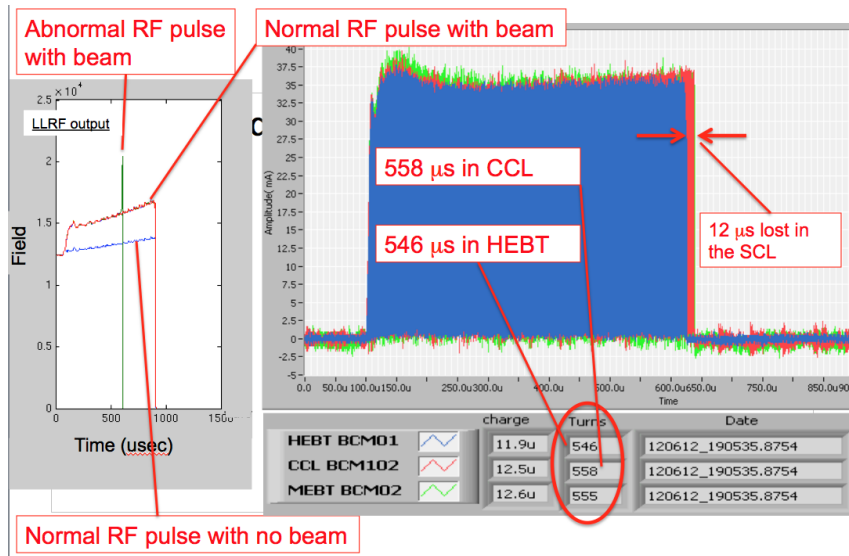 Abnormal RF pulse
with beam
Normal RF pulse with beam
x 10⁴
2.5
2
1.5
1
0.5
0
LLRF output
Field
0
500
1000
1500
Time (usec)
Normal RF pulse with no beam
40
37.5
35
32.5
30
27.5
25
22.5
20
17.5
15
12.5
10
7.5
5
2.5
0
-2.5
-5
Amplitude( mA)
558 μs in CCL
546 μs in HEBT
12 μs lost in
the SCL
0.0 50.0u 100.0u 150.0u 250.0u 300.0u 400.0u 500.0u 600.0u 650.0u 750.0u 850.0u
Time
charge Turns Date
HEBT BCM01 11.9u 546 120612_190535.8754
CCL BCM102 12.5u 558 120612_190535.8754
MEBT BCM02 12.6u 555 120612_190535.8754